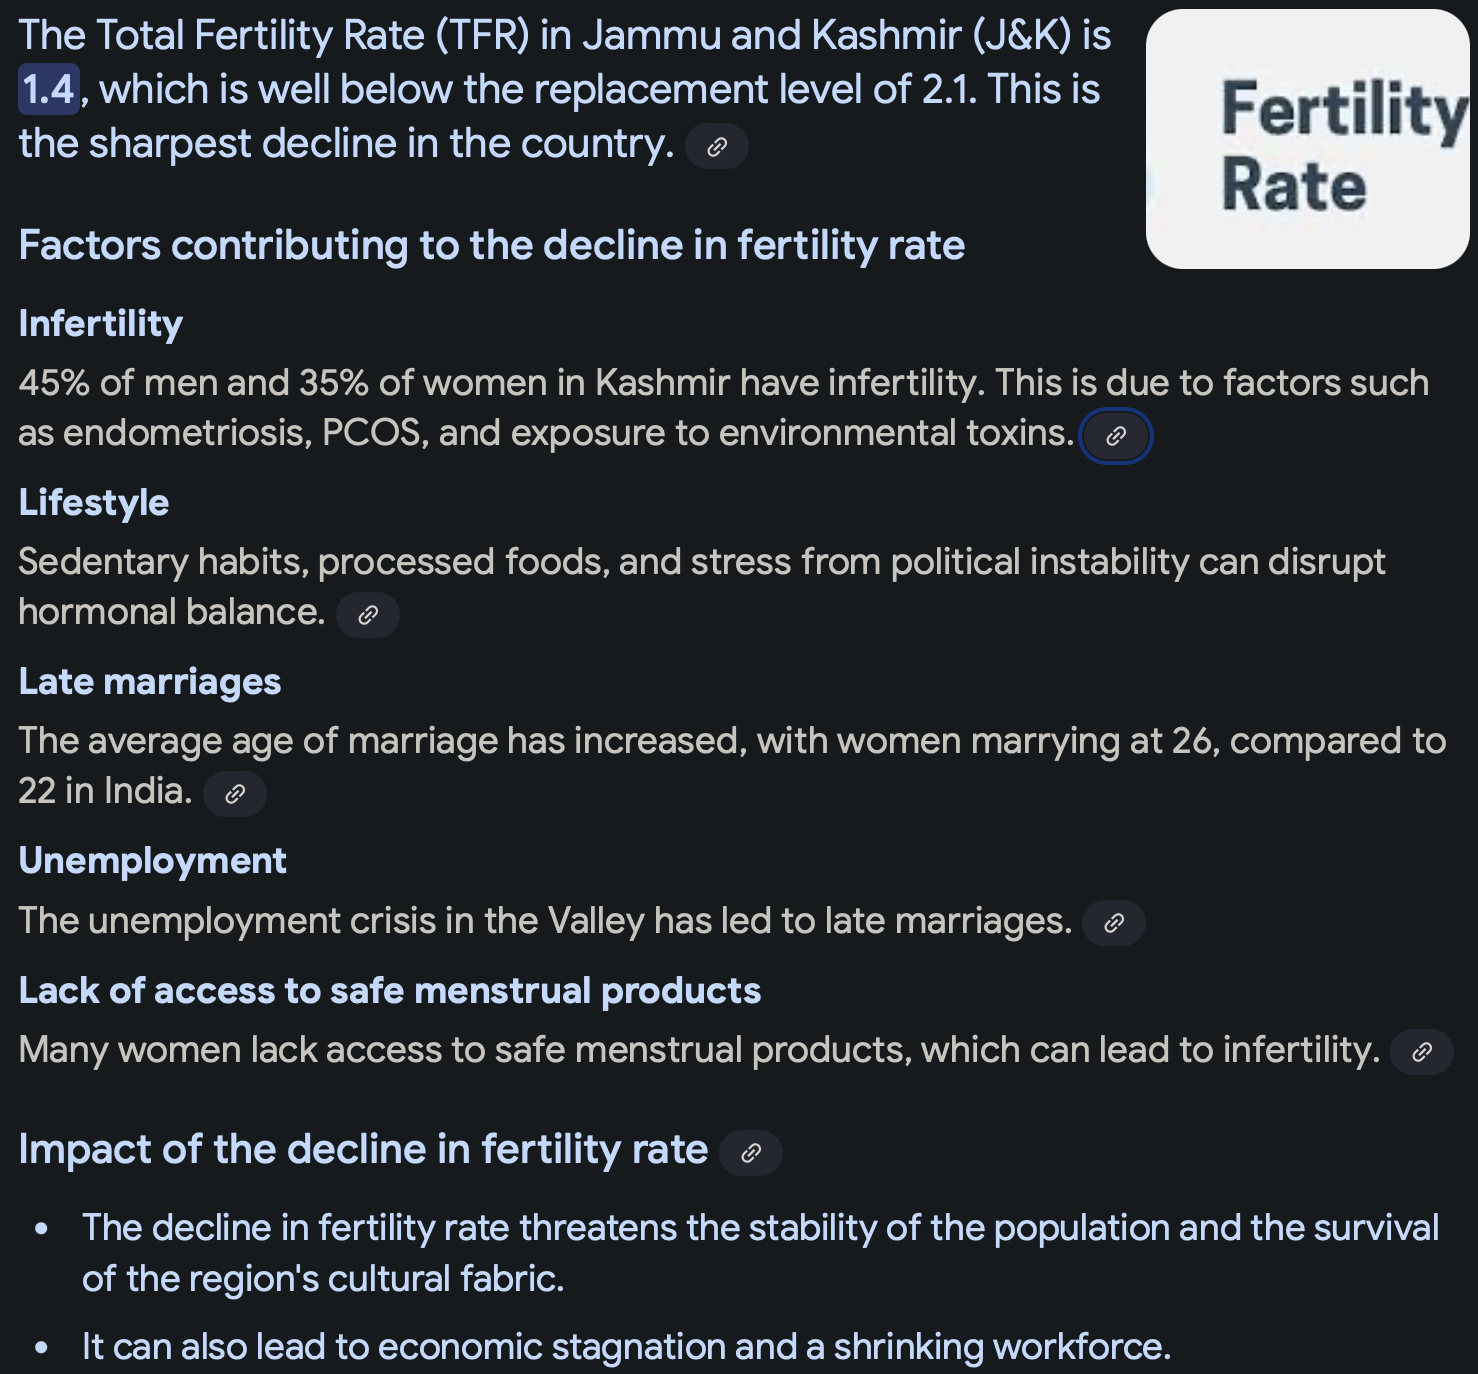 The Total Fertility Rate (TFR) in Jammu and Kashmir (J&K) is
1.4, which is well below the replacement level of 2.1. This is
the sharpest decline in the country.
Fertility
Rate
Factors contributing to the decline in fertility rate
Infertility
45% of men and 35% of women in Kashmir have infertility. This is due to factors such
as endometriosis, PCOS, and exposure to environmental toxins.
Lifestyle
Sedentary habits, processed foods, and stress from political instability can disrupt
hormonal balance.
Late marriages
The average age of marriage has increased, with women marrying at 26, compared to
22 in India.
Unemployment
The unemployment crisis in the Valley has led to late marriages.
Lack of access to safe menstrual products
Many women lack access to safe menstrual products, which can lead to infertility.
Impact of the decline in fertility rate
• The decline in fertility rate threatens the stability of the population and the survival
of the region's cultural fabric.
• It can also lead to economic stagnation and a shrinking workforce.